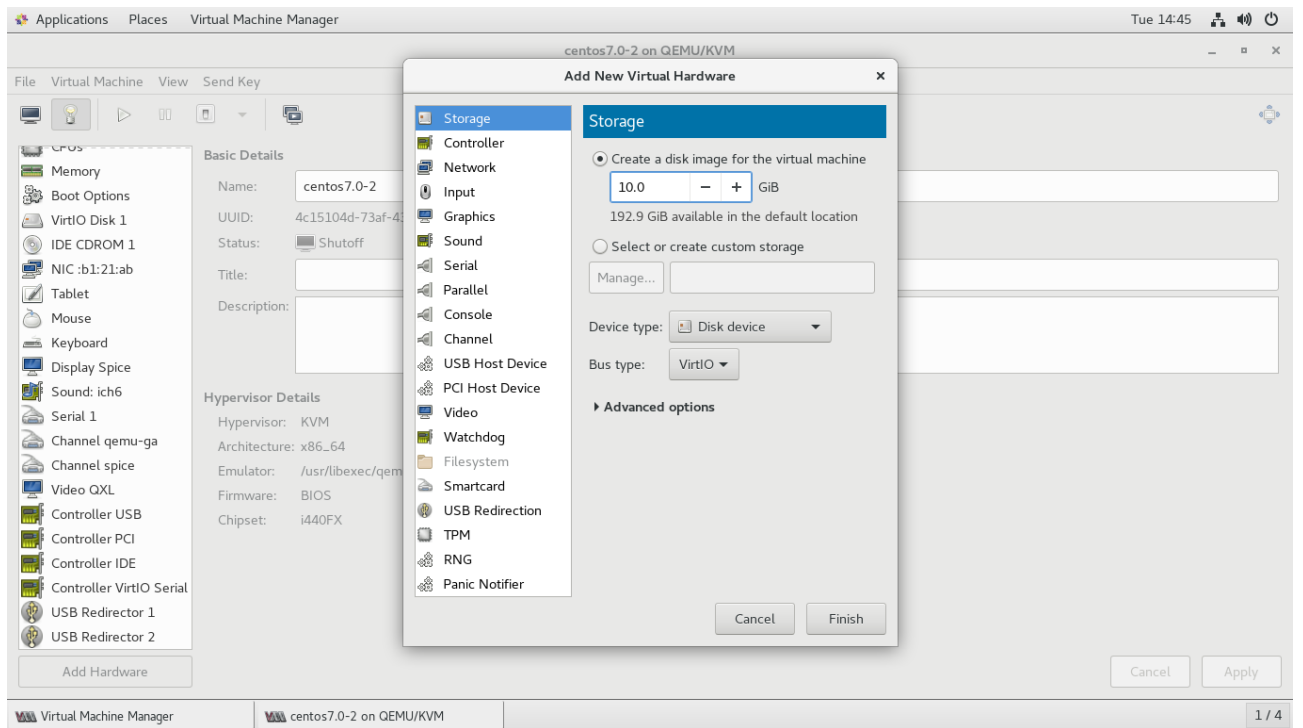 Applications Places Virtual Machine Manager Tue 14:45
centos7.0-2 on QEMU/KVM
File Virtual Machine View Send Key
CPUs
Memory
Boot Options
VirtIO Disk 1
IDE CDROM 1
NIC :b1:21:ab
Tablet
Mouse
Keyboard
Display Spice
Sound: ich6
Serial 1
Channel qemu-ga
Channel spice
Video QXL
Controller USB
Controller PCI
Controller IDE
Controller VirtIO Serial
USB Redirector 1
USB Redirector 2
Add Hardware
Basic Details
Name: centos7.0-2
UUID: 4c15104d-73af-4
Status: Shutoff
Title:
Description:
Hypervisor Details
Hypervisor: KVM
Architecture: x86_64
Emulator: /usr/libexec/qem
Firmware: BIOS
Chipset: i440FX
Add New Virtual Hardware
Storage
Controller
Network
Input
Graphics
Sound
Serial
Parallel
Console
Channel
USB Host Device
PCI Host Device
Video
Watchdog
Filesystem
Smartcard
USB Redirection
TPM
RNG
Panic Notifier
Storage
Create a disk image for the virtual machine
10.0 − + GiB
192.9 GiB available in the default location
Select or create custom storage
Manage...
Device type: Disk device
Bus type: VirtIO
Advanced options
Cancel Finish
Cancel Apply
Virtual Machine Manager centos7.0-2 on QEMU/KVM 1 / 4